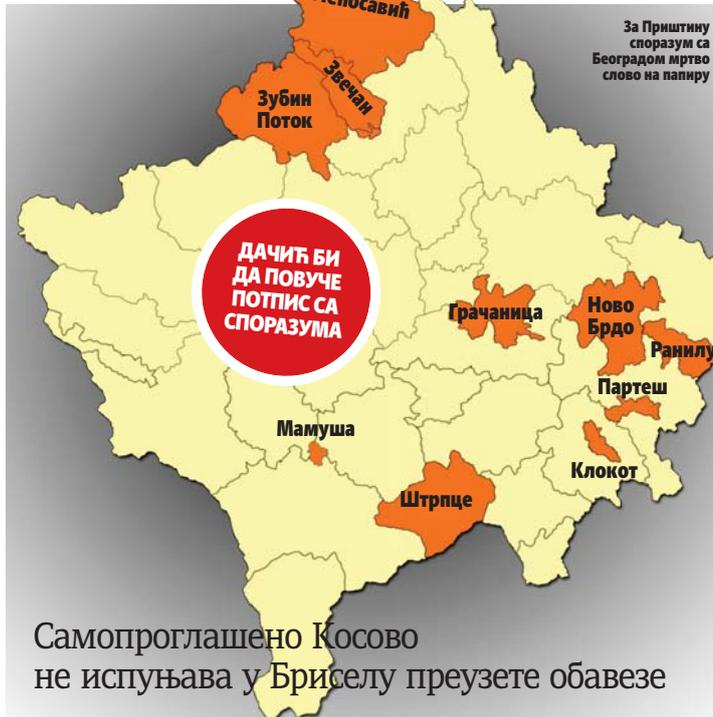 За Приштину
споразум са
Београдом мртво
слово на папиру
Звечан
Зубин
Поток
ДАЧИЋ БИ
ДА ПОВУЧЕ
ПОТПИС СА
СПОРАЗУМА
Грачаница
Ново
Брдо
Партеш
Мамуша
Клокот
Штрпце
Самопроглашено Косово
не испуњава у Бриселу преузете обавезе